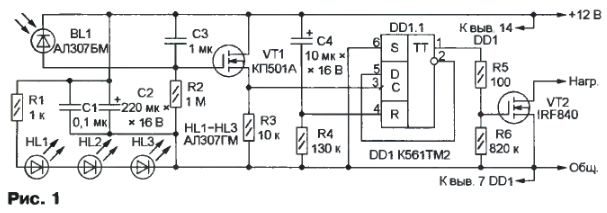 BL1
АЛ307БМ
C3
1 мк
VT1
КП501А
C4
10 мк ×
× 16 В
DD1.1
К выв. 14
+12 В
DD1
6
S
TT
1
2
5
D
3
C
4
R
R5
100
Нагр.
VT2
IRF840
R1
1 к
C1
0,1 мк
C2
220 мк ×
× 16 В
R2
1 М
HL1–HL3
АЛ307ГМ
R3
10 к
R4
130 к
DD1 К561ТМ2
R6
820 к
HL1
HL2
HL3
Общ.
К выв. 7 DD1
Рис. 1